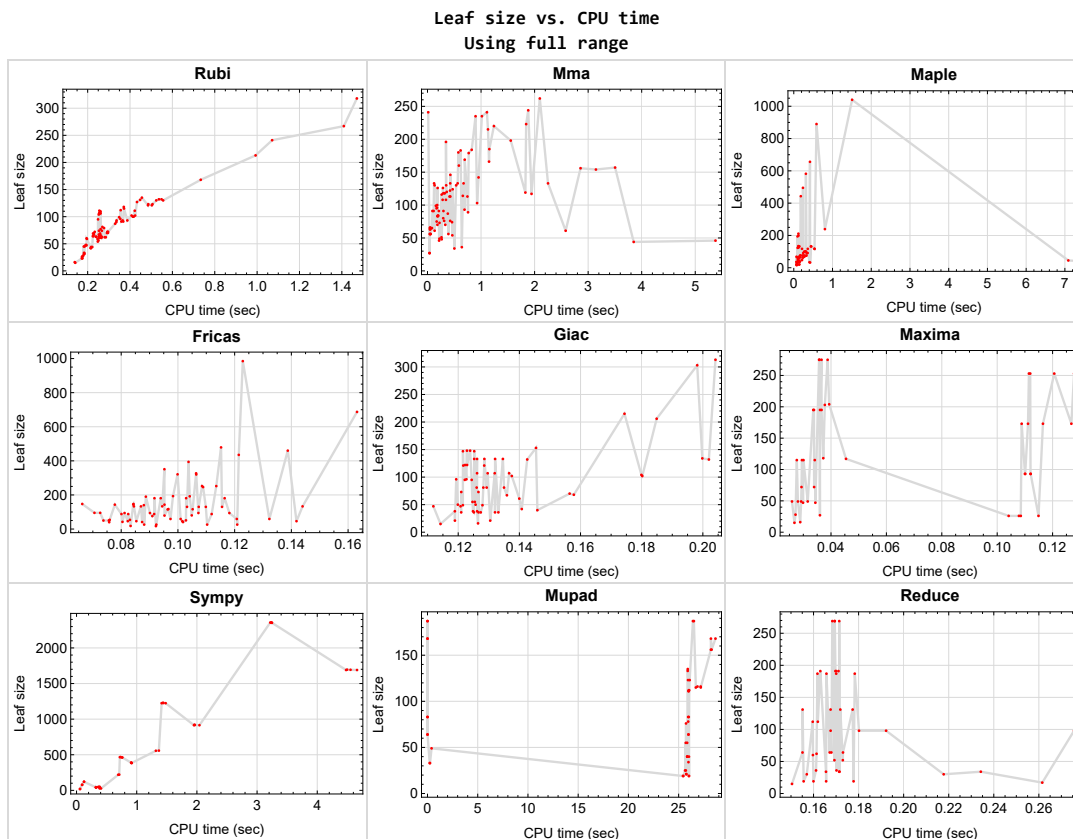 Leaf size vs. CPU time
Using full range
Rubi
Leaf size
300
250
200
150
100
50
0
0.2 0.4 0.6 0.8 1.0 1.2 1.4
CPU time (sec)
Mma
Leaf size
250
200
150
100
50
0
0 1 2 3 4 5
CPU time (sec)
Maple
Leaf size
1000
800
600
400
200
0
0 1 2 3 4 5 6 7
CPU time (sec)
Fricas
Leaf size
1000
800
600
400
200
0
0.08 0.10 0.12 0.14 0.16
CPU time (sec)
Giac
Leaf size
300
250
200
150
100
50
0
0.12 0.14 0.16 0.18 0.20
CPU time (sec)
Maxima
Leaf size
250
200
150
100
50
0
0.04 0.06 0.08 0.10 0.12
CPU time (sec)
Sympy
Leaf size
2000
1500
1000
500
0
0 1 2 3 4
CPU time (sec)
Mupad
Leaf size
150
100
50
0
0 5 10 15 20 25
CPU time (sec)
Reduce
Leaf size
250
200
150
100
50
0
0.16 0.18 0.20 0.22 0.24 0.26
CPU time (sec)